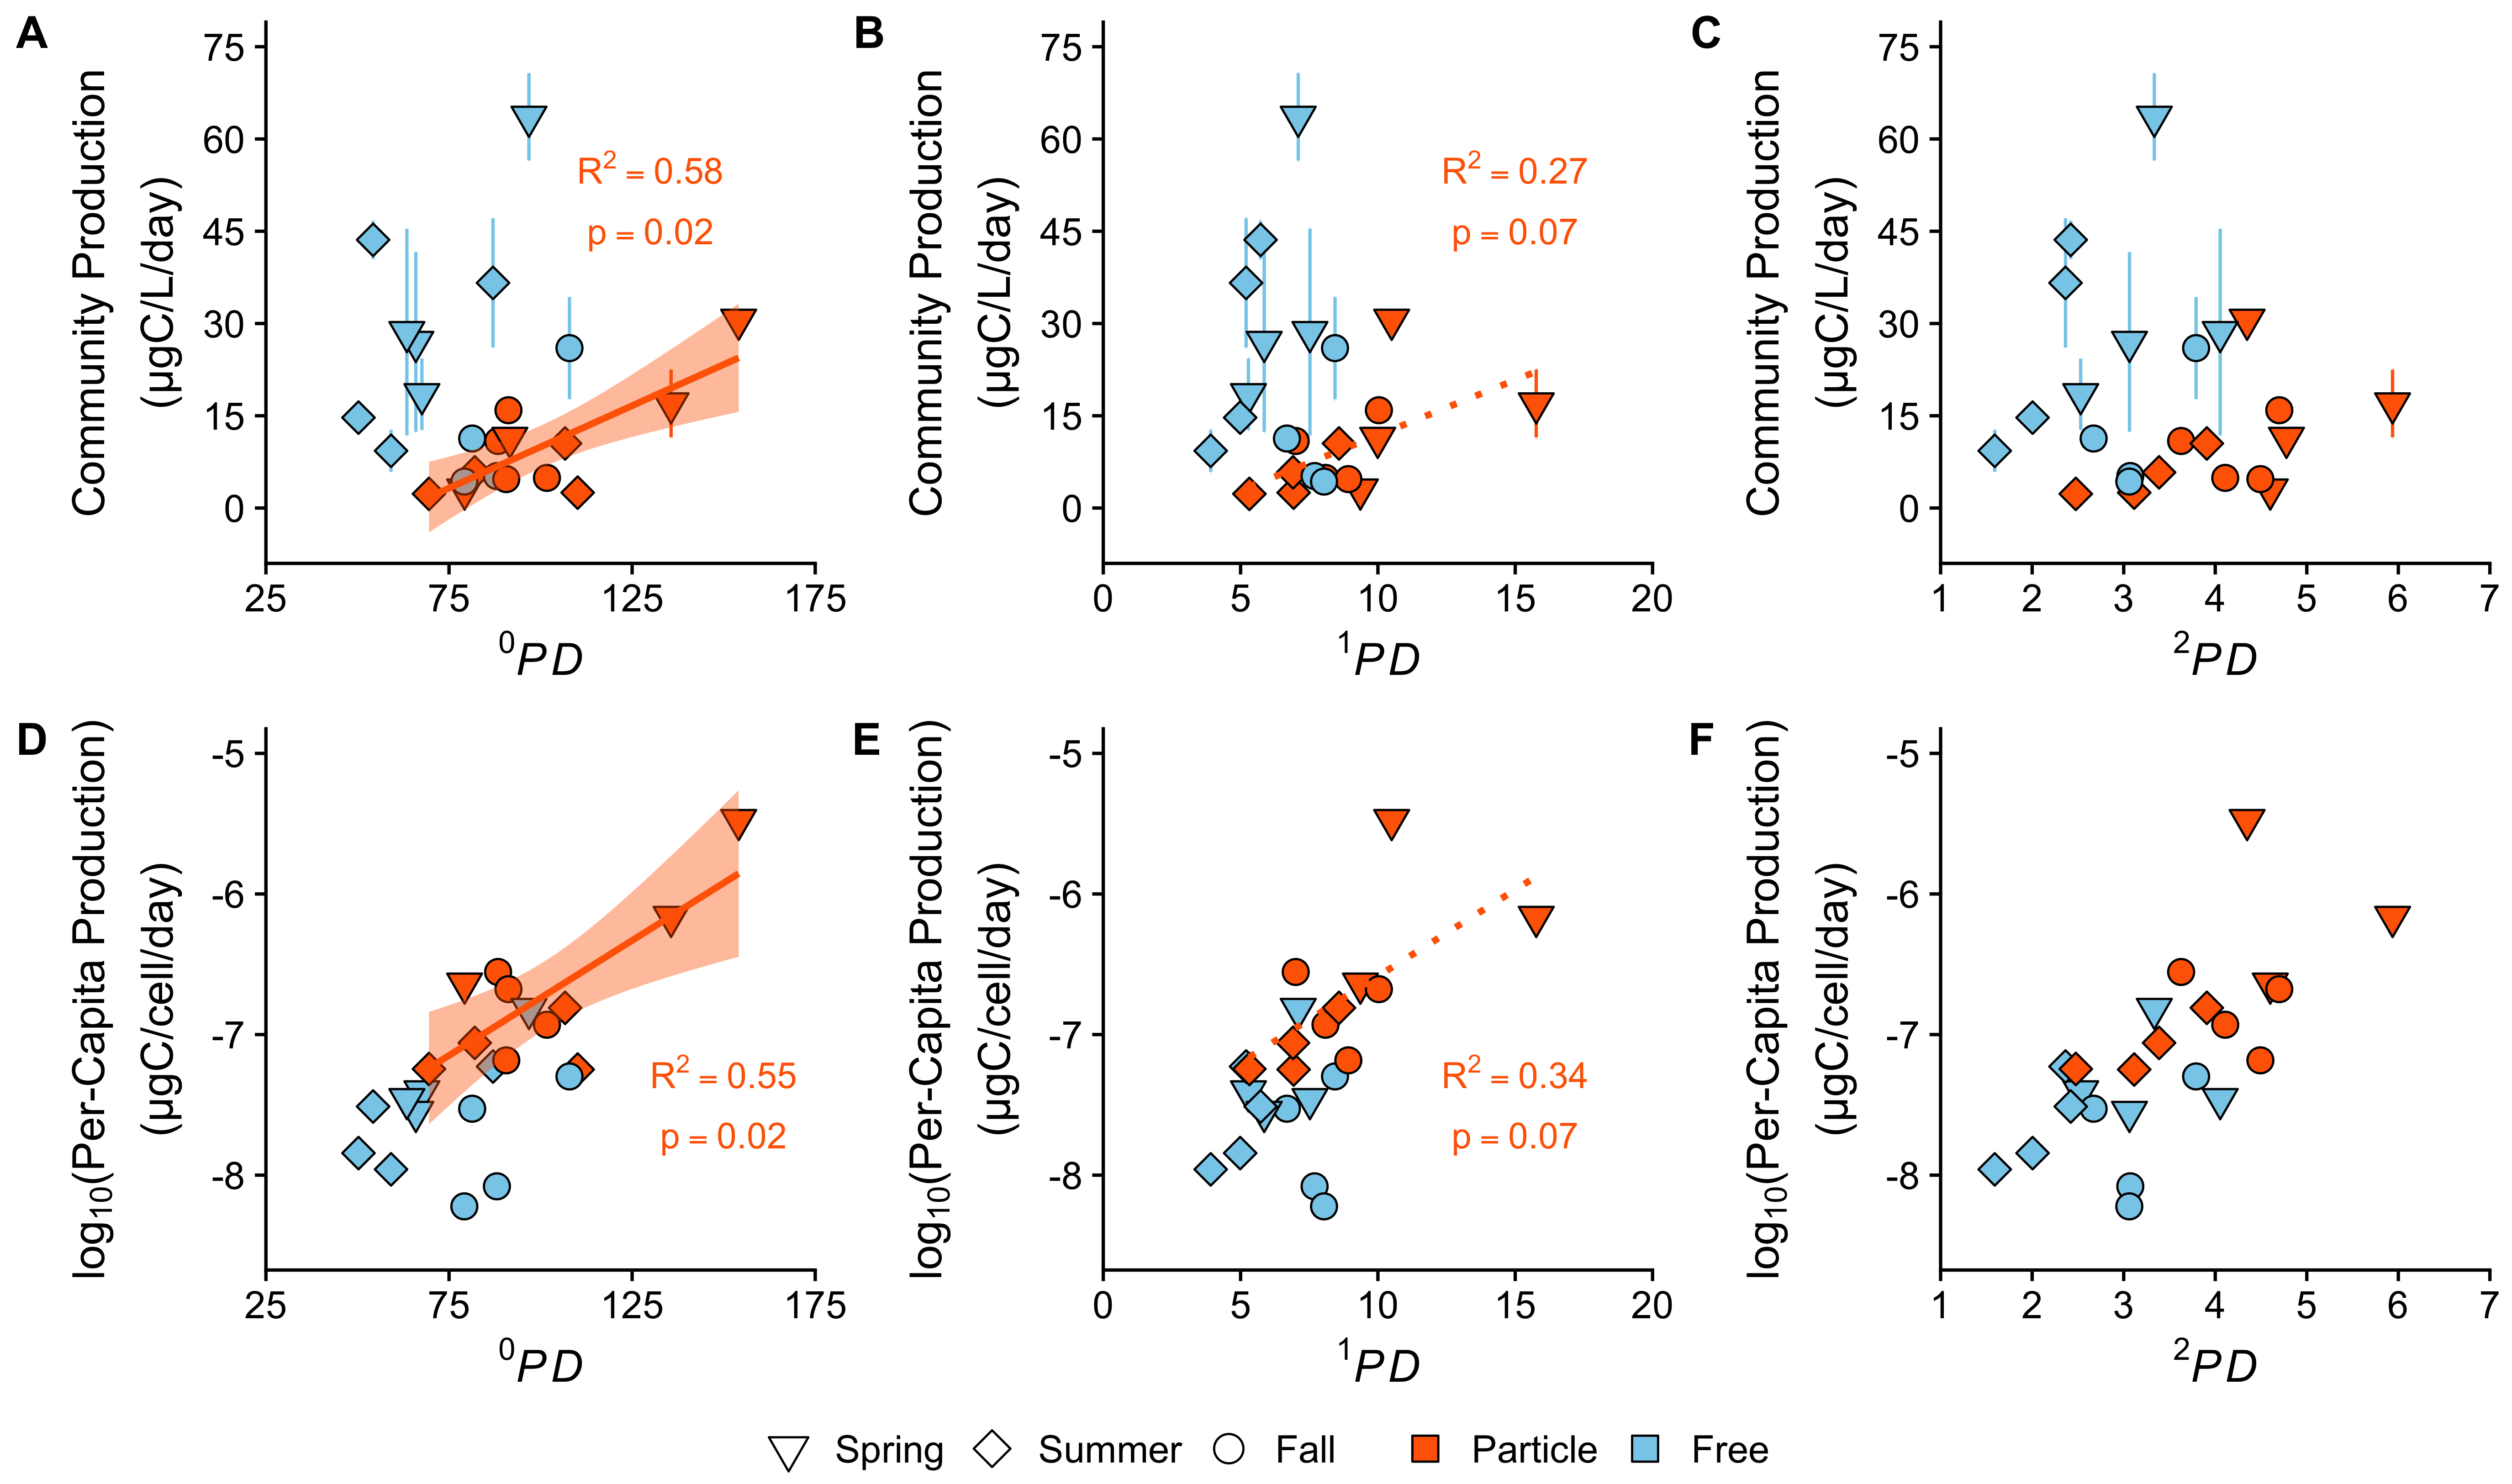 A
Community Production
(µgC/L/day)
75
60
45
30
15
0
R² = 0.58
p = 0.02
25 75 125 175
⁰PD
B
Community Production
(µgC/L/day)
75
60
45
30
15
0
R² = 0.27
p = 0.07
0 5 10 15 20
¹PD
C
Community Production
(µgC/L/day)
75
60
45
30
15
0
1 2 3 4 5 6 7
²PD
D
log₁₀(Per-Capita Production)
(µgC/cell/day)
-5
-6
-7
-8
R² = 0.55
p = 0.02
25 75 125 175
⁰PD
E
log₁₀(Per-Capita Production)
(µgC/cell/day)
-5
-6
-7
-8
R² = 0.34
p = 0.07
0 5 10 15 20
¹PD
F
log₁₀(Per-Capita Production)
(µgC/cell/day)
-5
-6
-7
-8
1 2 3 4 5 6 7
²PD
Spring Summer Fall Particle Free